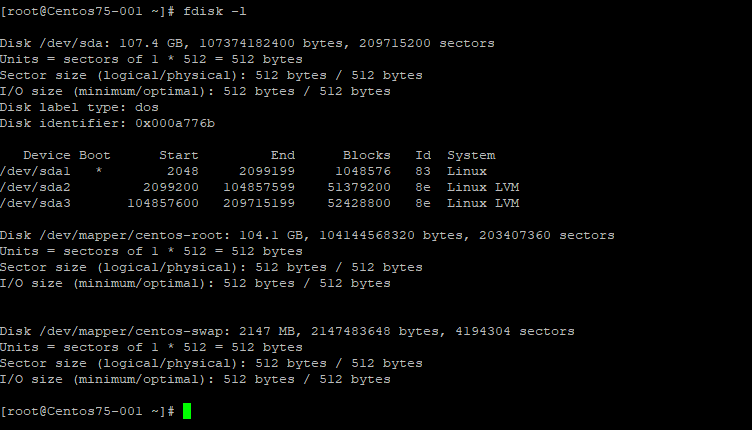 [root@Centos75-001 ~]# fdisk -l
Disk /dev/sda: 107.4 GB, 107374182400 bytes, 209715200 sectors
Units = sectors of 1 * 512 = 512 bytes
Sector size (logical/physical): 512 bytes / 512 bytes
I/O size (minimum/optimal): 512 bytes / 512 bytes
Disk label type: dos
Disk identifier: 0x000a776b
   Device Boot      Start         End      Blocks   Id  System
/dev/sda1   *        2048     2099199     1048576   83  Linux
/dev/sda2         2099200   104857599    51379200   8e  Linux LVM
/dev/sda3       104857600   209715199    52428800   8e  Linux LVM
Disk /dev/mapper/centos-root: 104.1 GB, 104144568320 bytes, 203407360 sectors
Units = sectors of 1 * 512 = 512 bytes
Sector size (logical/physical): 512 bytes / 512 bytes
I/O size (minimum/optimal): 512 bytes / 512 bytes
Disk /dev/mapper/centos-swap: 2147 MB, 2147483648 bytes, 4194304 sectors
Units = sectors of 1 * 512 = 512 bytes
Sector size (logical/physical): 512 bytes / 512 bytes
I/O size (minimum/optimal): 512 bytes / 512 bytes
[root@Centos75-001 ~]#